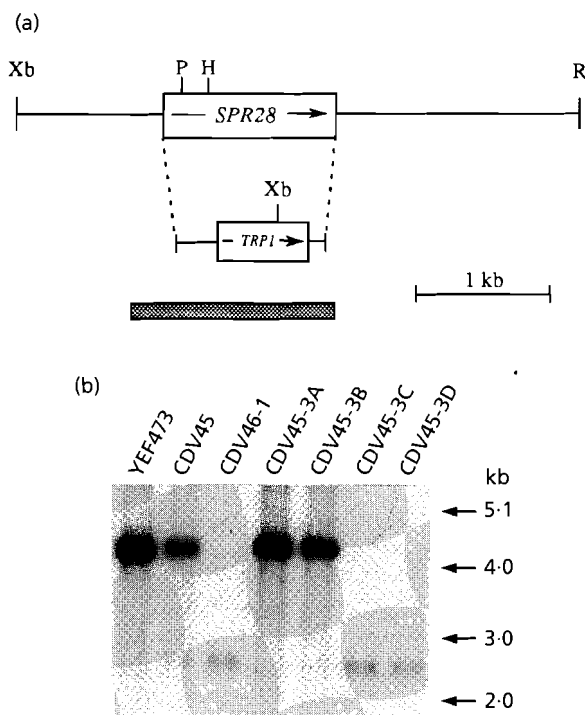 (a)
Xb P H R
SPR28
Xb
TRP1
1 kb
(b)
YEF473 CDV45 CDV46-1 CDV45-3A CDV45-3B CDV45-3C CDV45-3D
kb
5·1
4·0
3·0
2·0